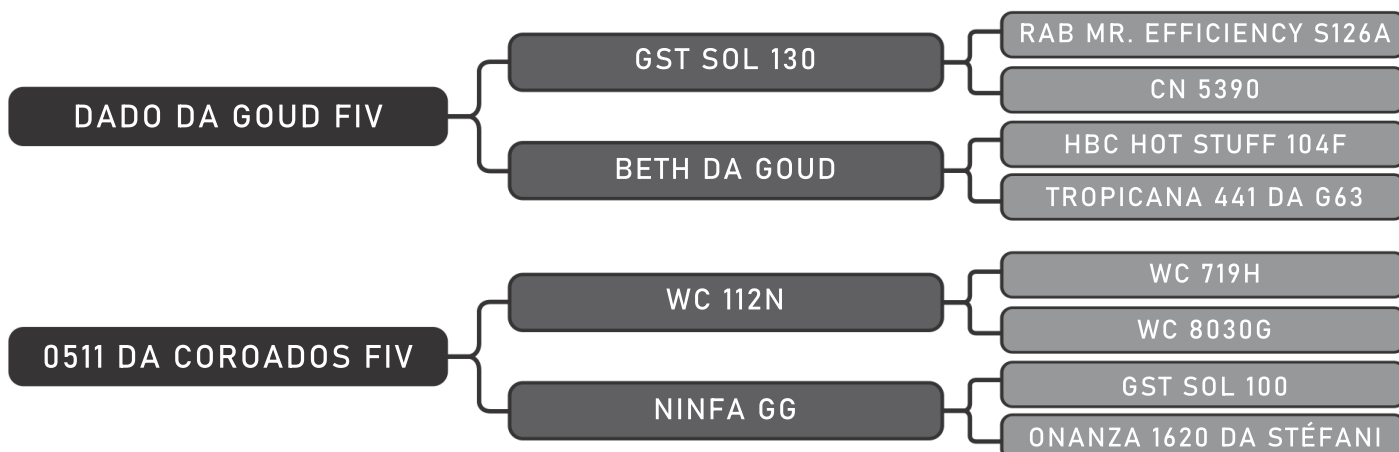 DADO DA GOUD FIV
GST SOL 130
BETH DA GOUD
RAB MR. EFFICIENCY S126A
CN 5390
HBC HOT STUFF 104F
TROPICANA 441 DA G63
0511 DA COROADOS FIV
WC 112N
NINFA GG
WC 719H
WC 8030G
GST SOL 100
ONANZA 1620 DA STÉFANI